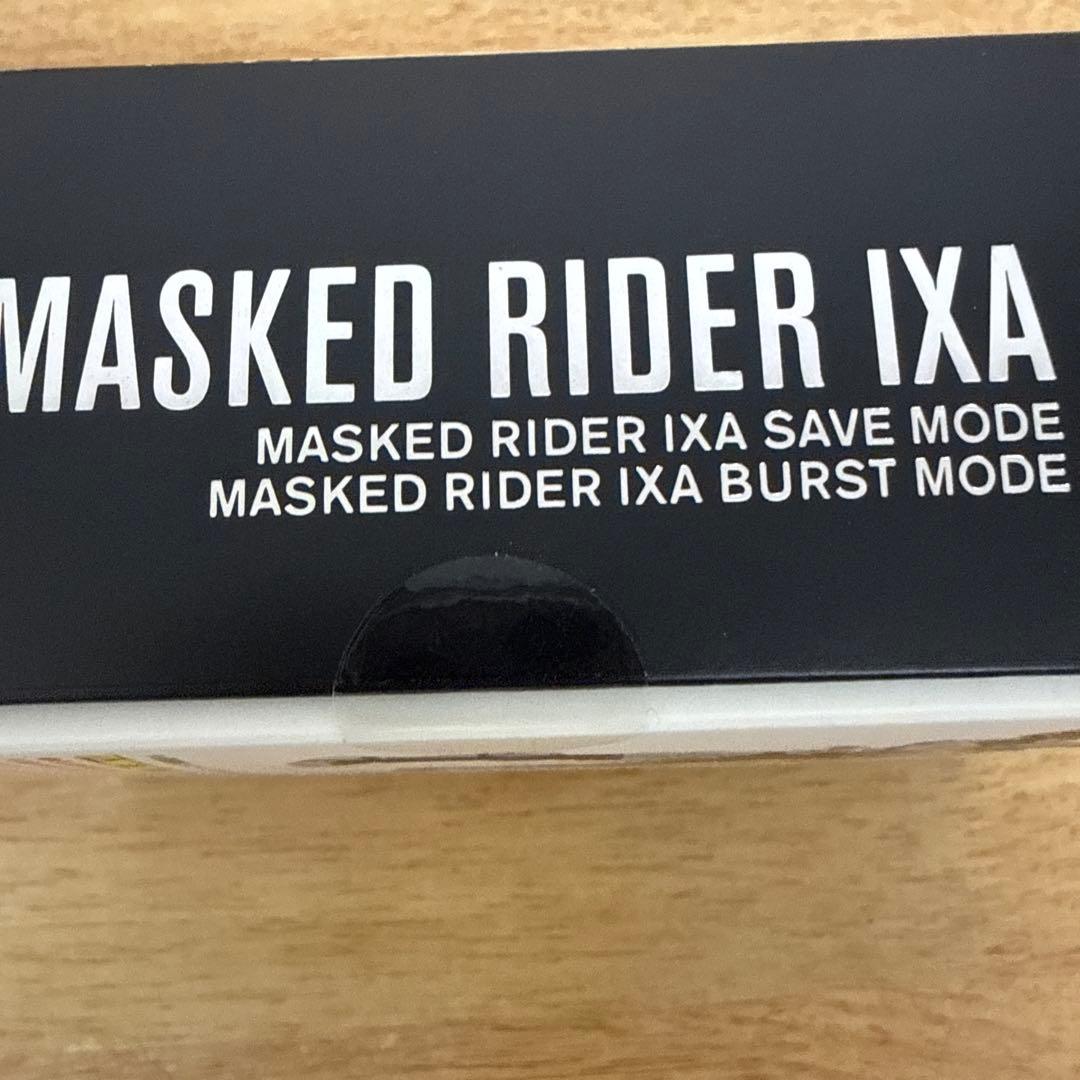 MASKED RIDER IXA
MASKED RIDER IXA SAVE MODE
MASKED RIDER IXA BURST MODE